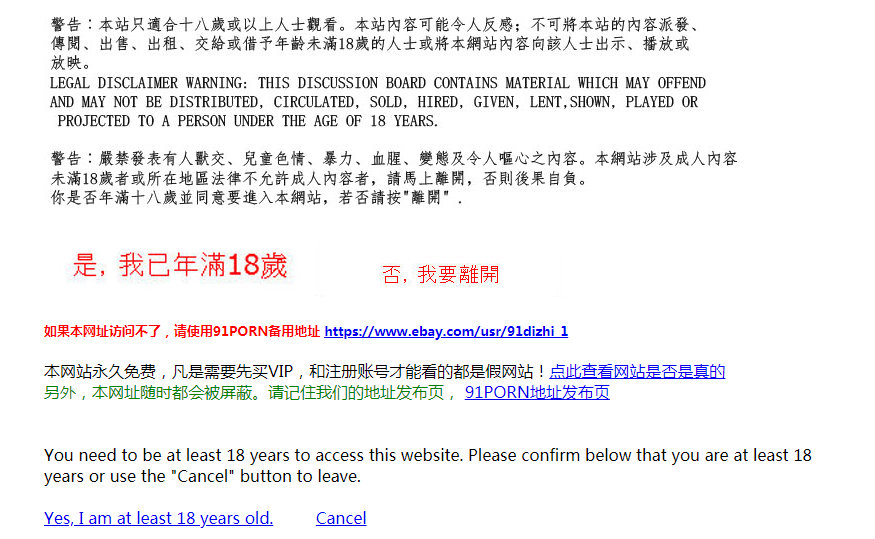 警告︰本站只適合十八歲或以上人士觀看。本站內容可能令人反感；不可將本站的內容派發、
傳閱、出售、出租、交給或借予年齡未滿18歲的人士或將本網站內容向該人士出示、播放或
放映。
LEGAL DISCLAIMER WARNING: THIS DISCUSSION BOARD CONTAINS MATERIAL WHICH MAY OFFEND
AND MAY NOT BE DISTRIBUTED, CIRCULATED, SOLD, HIRED, GIVEN, LENT,SHOWN, PLAYED OR
PROJECTED TO A PERSON UNDER THE AGE OF 18 YEARS.
警告︰嚴禁發表有人獸交、兒童色情、暴力、血腥、變態及令人嘔心之內容。本網站涉及成人內容
未滿18歲者或所在地區法律不允許成人內容者，請馬上離開，否則後果自負。
你是否年滿十八歲並同意要進入本網站，若否請按"離開" .
是, 我已年滿18歲
否, 我要離開
如果本网址访问不了，请使用91PORN备用地址 https://www.ebay.com/usr/91dizhi_1
本网站永久免费，凡是需要先买VIP，和注册账号才能看的都是假网站！点此查看网站是否是真的
另外，本网址随时都会被屏蔽。请记住我们的地址发布页， 91PORN地址发布页
You need to be at least 18 years to access this website. Please confirm below that you are at least 18
years or use the "Cancel" button to leave.
Yes, I am at least 18 years old. Cancel